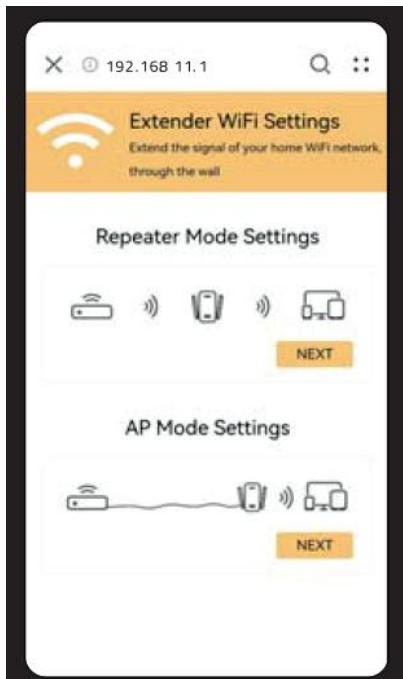 192.168 11.1
Extender WiFi Settings
Extend the signal of your home WiFi network,
through the wall
Repeater Mode Settings
NEXT
AP Mode Settings
NEXT